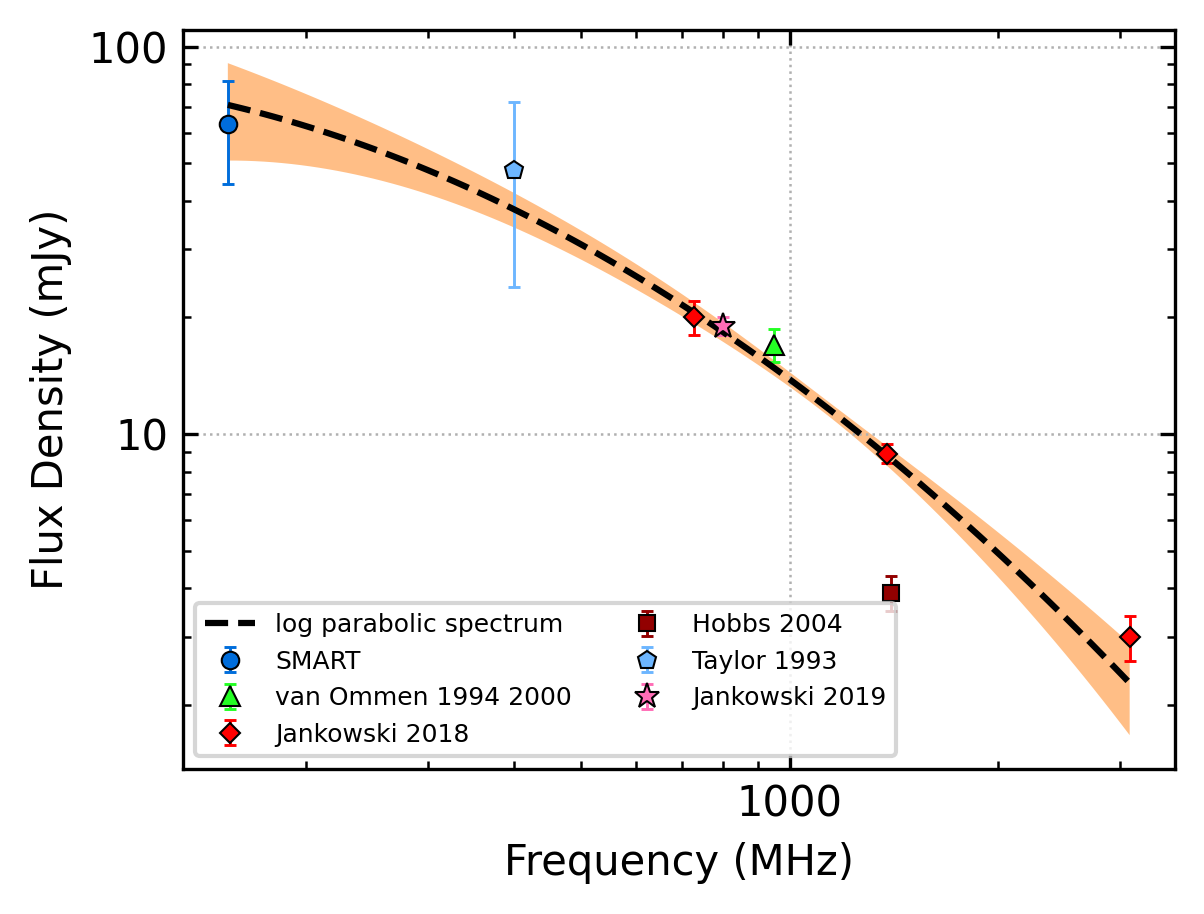 100
10
Flux Density (mJy)
log parabolic spectrum
SMART
van Ommen 1994 2000
Jankowski 2018
Hobbs 2004
Taylor 1993
Jankowski 2019
1000
Frequency (MHz)